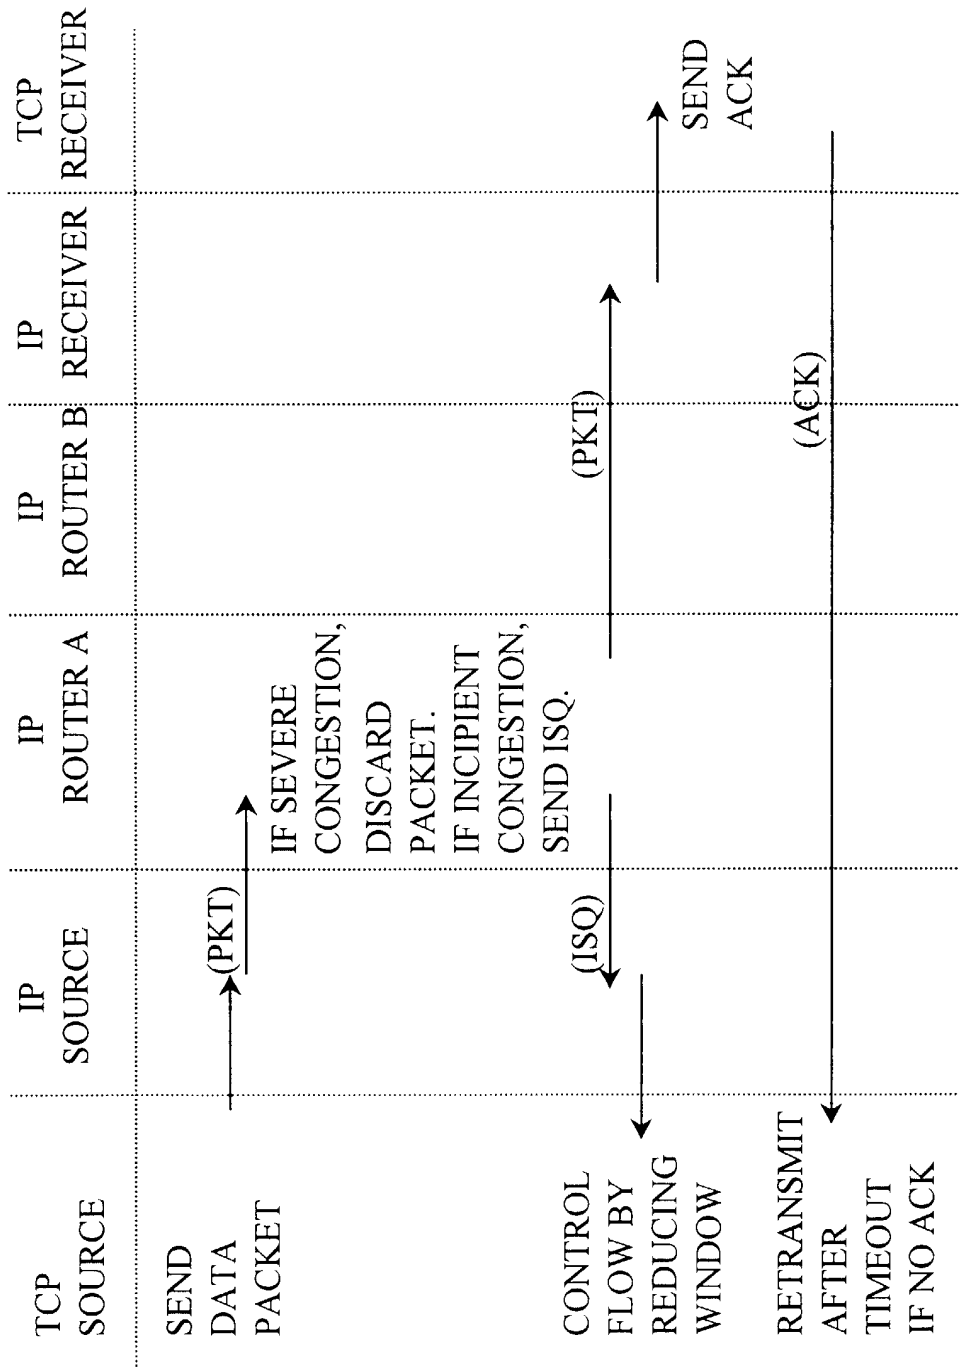 TCP
SOURCE
IP
SOURCE
IP
ROUTER A
IP
ROUTER B
IP
RECEIVER
TCP
RECEIVER
SEND
DATA
PACKET
(PKT)
IF SEVERE
CONGESTION,
DISCARD
PACKET.
IF INCIPIENT
CONGESTION,
SEND ISQ.
(ISQ)
(PKT)
CONTROL
FLOW BY
REDUCING
WINDOW
SEND
ACK
(ACK)
RETRANSMIT
AFTER
TIMEOUT
IF NO ACK